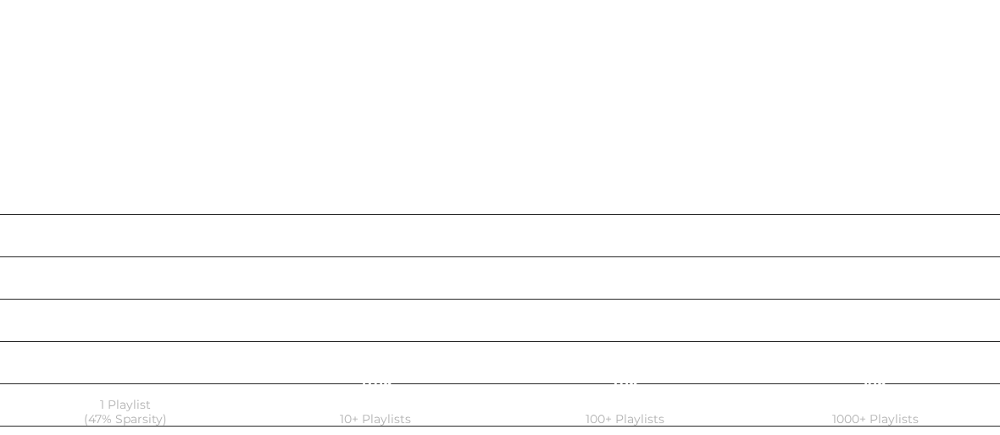 1 Playlist
(47% Sparsity)
10+ Playlists
100+ Playlists
1000+ Playlists